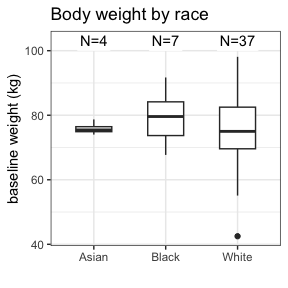 Body weight by race
N=4 N=7 N=37
100
80
60
40
baseline weight (kg)
Asian Black White